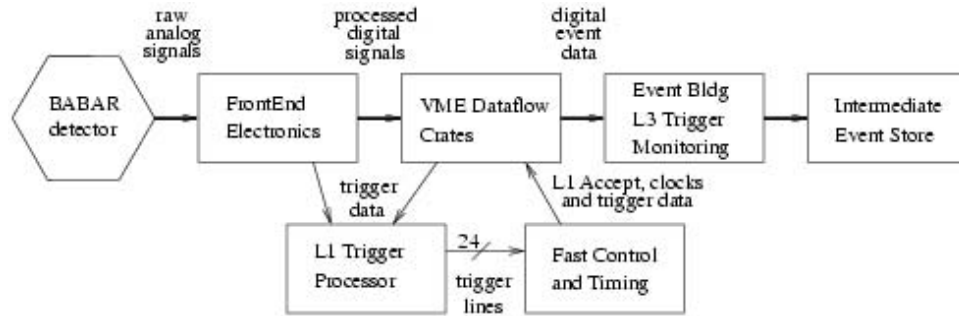 raw
analog
signals
processed
digital
signals
digital
event
data
BABAR
detector
FrontEnd
Electronics
VME Dataflow
Crates
Event Bldg
L3 Trigger
Monitoring
Intermediate
Event Store
trigger
data
L1 Accept, clocks
and trigger data
L1 Trigger
Processor
24
trigger
lines
Fast Control
and Timing